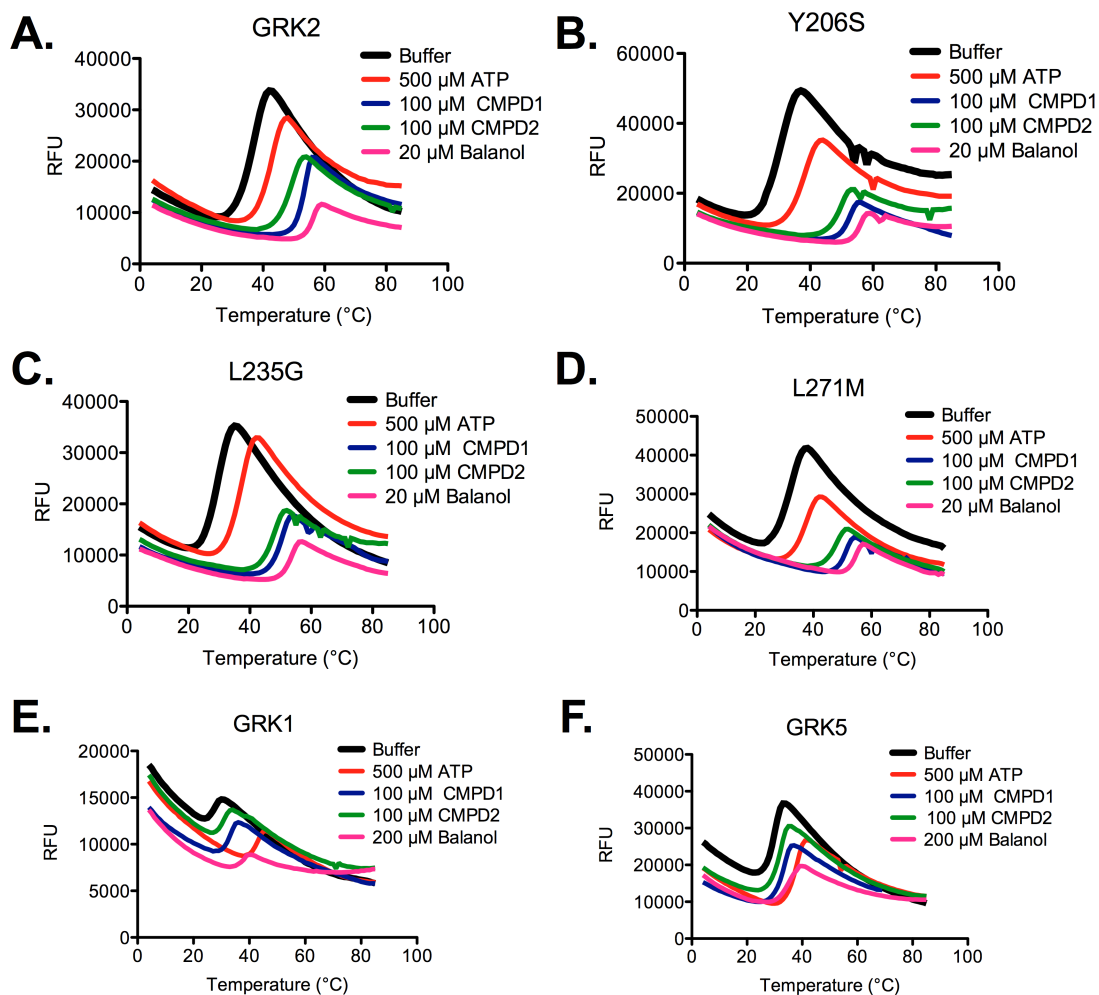 A.
GRK2
RFU
40000
30000
20000
10000
0
0 20 40 60 80 100
Temperature (°C)
Buffer
500 µM ATP
100 µM  CMPD1
100 µM CMPD2
20 µM Balanol
B.
Y206S
RFU
60000
40000
20000
0
0 20 40 60 80 100
Temperature (°C)
Buffer
500 µM ATP
100 µM  CMPD1
100 µM CMPD2
20 µM Balanol
C.
L235G
RFU
40000
30000
20000
10000
0
0 20 40 60 80 100
Temperature (°C)
Buffer
500 µM ATP
100 µM  CMPD1
100 µM CMPD2
20 µM Balanol
D.
L271M
RFU
50000
40000
30000
20000
10000
0
0 20 40 60 80 100
Temperature (°C)
Buffer
500 µM ATP
100 µM  CMPD1
100 µM CMPD2
20 µM Balanol
E.
GRK1
RFU
20000
15000
10000
5000
0
0 20 40 60 80 100
Temperature (°C)
Buffer
500 µM ATP
100 µM  CMPD1
100 µM CMPD2
200 µM Balanol
F.
GRK5
RFU
50000
40000
30000
20000
10000
0
0 20 40 60 80 100
Temperature (°C)
Buffer
500 µM ATP
100 µM  CMPD1
100 µM CMPD2
200 µM Balanol